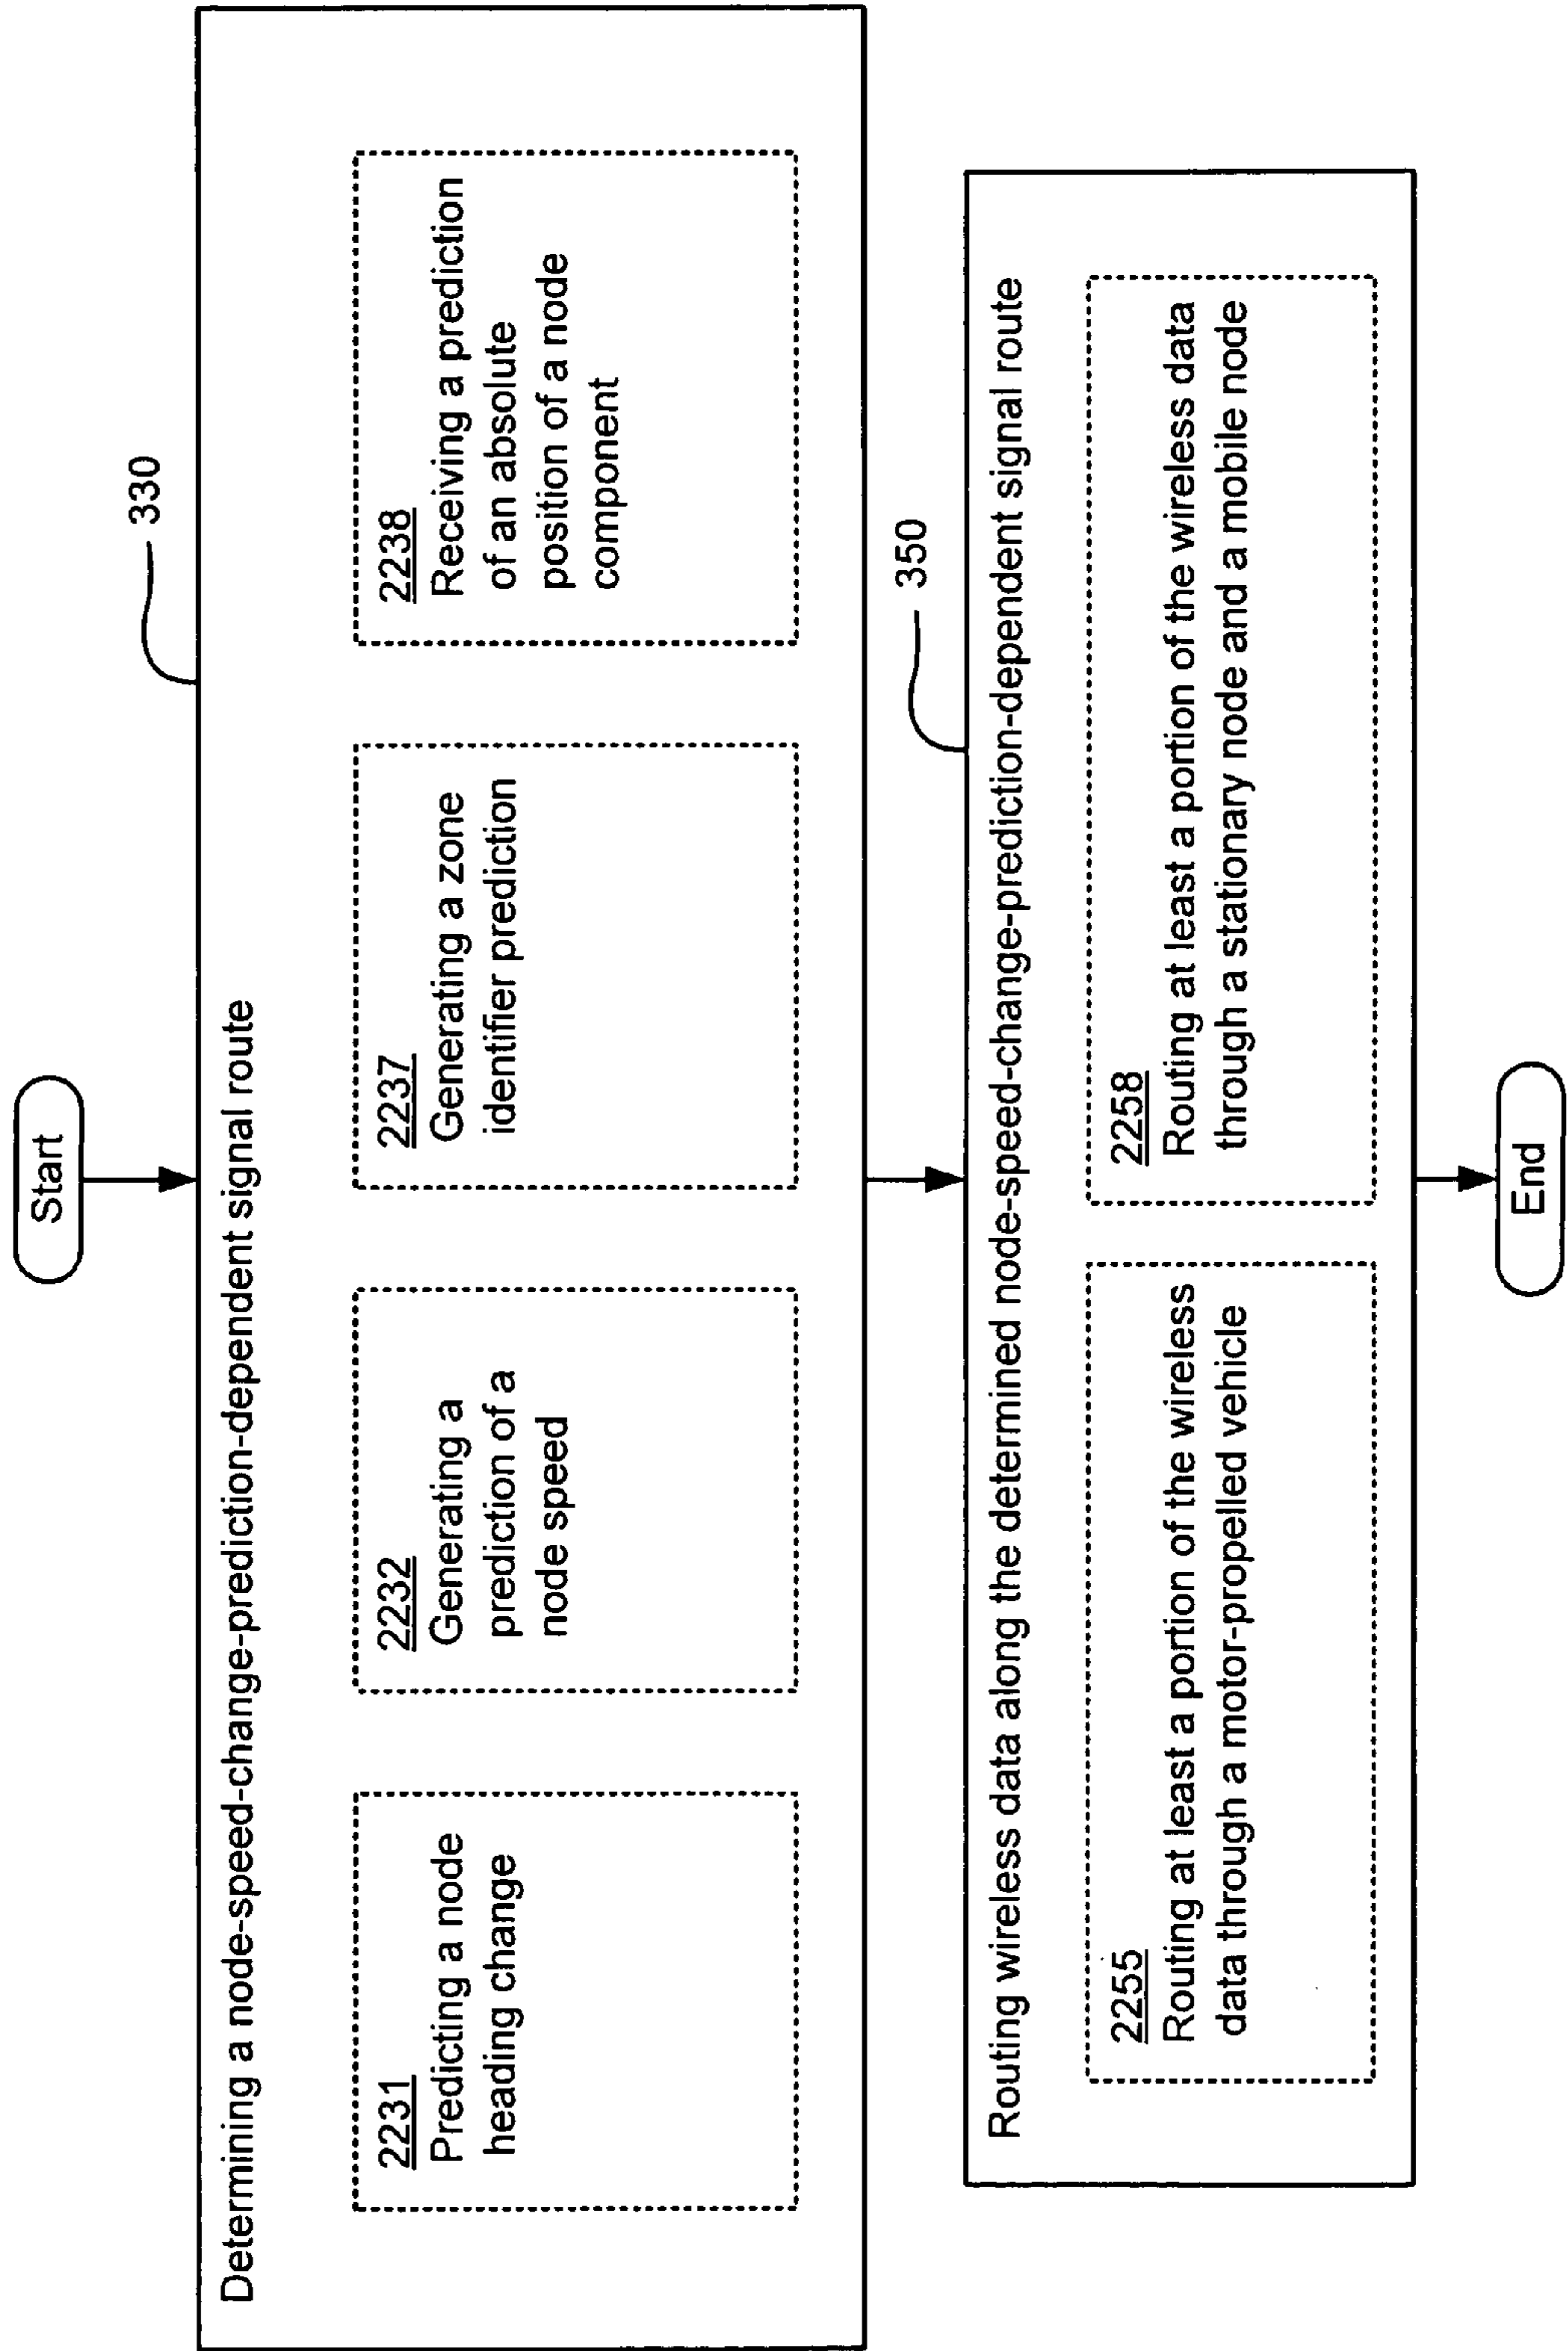 Start
330
Determining a node-speed-change-prediction-dependent signal route
2231
Predicting a node
heading change
2232
Generating a
prediction of a
node speed
2237
Generating a zone
identifier prediction
2238
Receiving a prediction
of an absolute
position of a node
component
350
Routing wireless data along the determined node-speed-change-prediction-dependent signal route
2255
Routing at least a portion of the wireless
data through a motor-propelled vehicle
2258
Routing at least a portion of the wireless data
through a stationary node and a mobile node
End